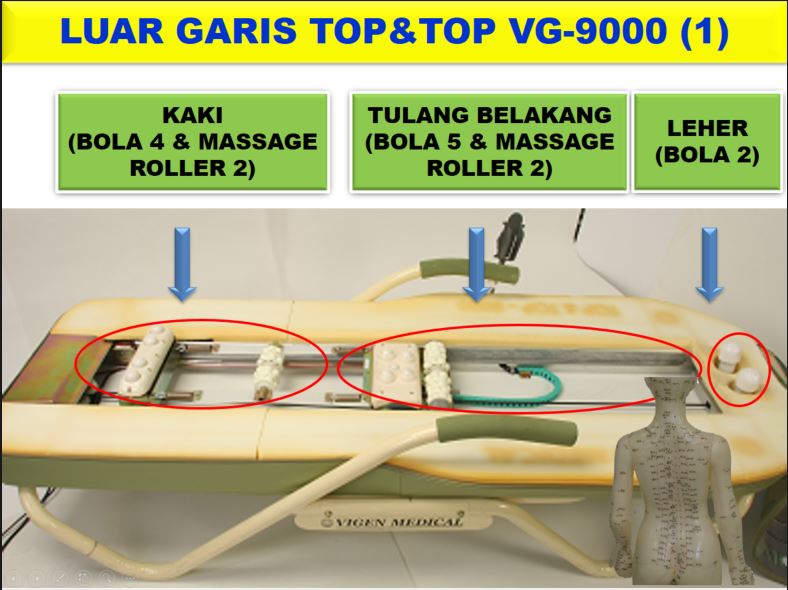 LUAR GARIS TOP&TOP VG-9000 (1)
KAKI
(BOLA 4 & MASSAGE
ROLLER 2)
TULANG BELAKANG
(BOLA 5 & MASSAGE
ROLLER 2)
LEHER
(BOLA 2)
VIGEN MEDICAL